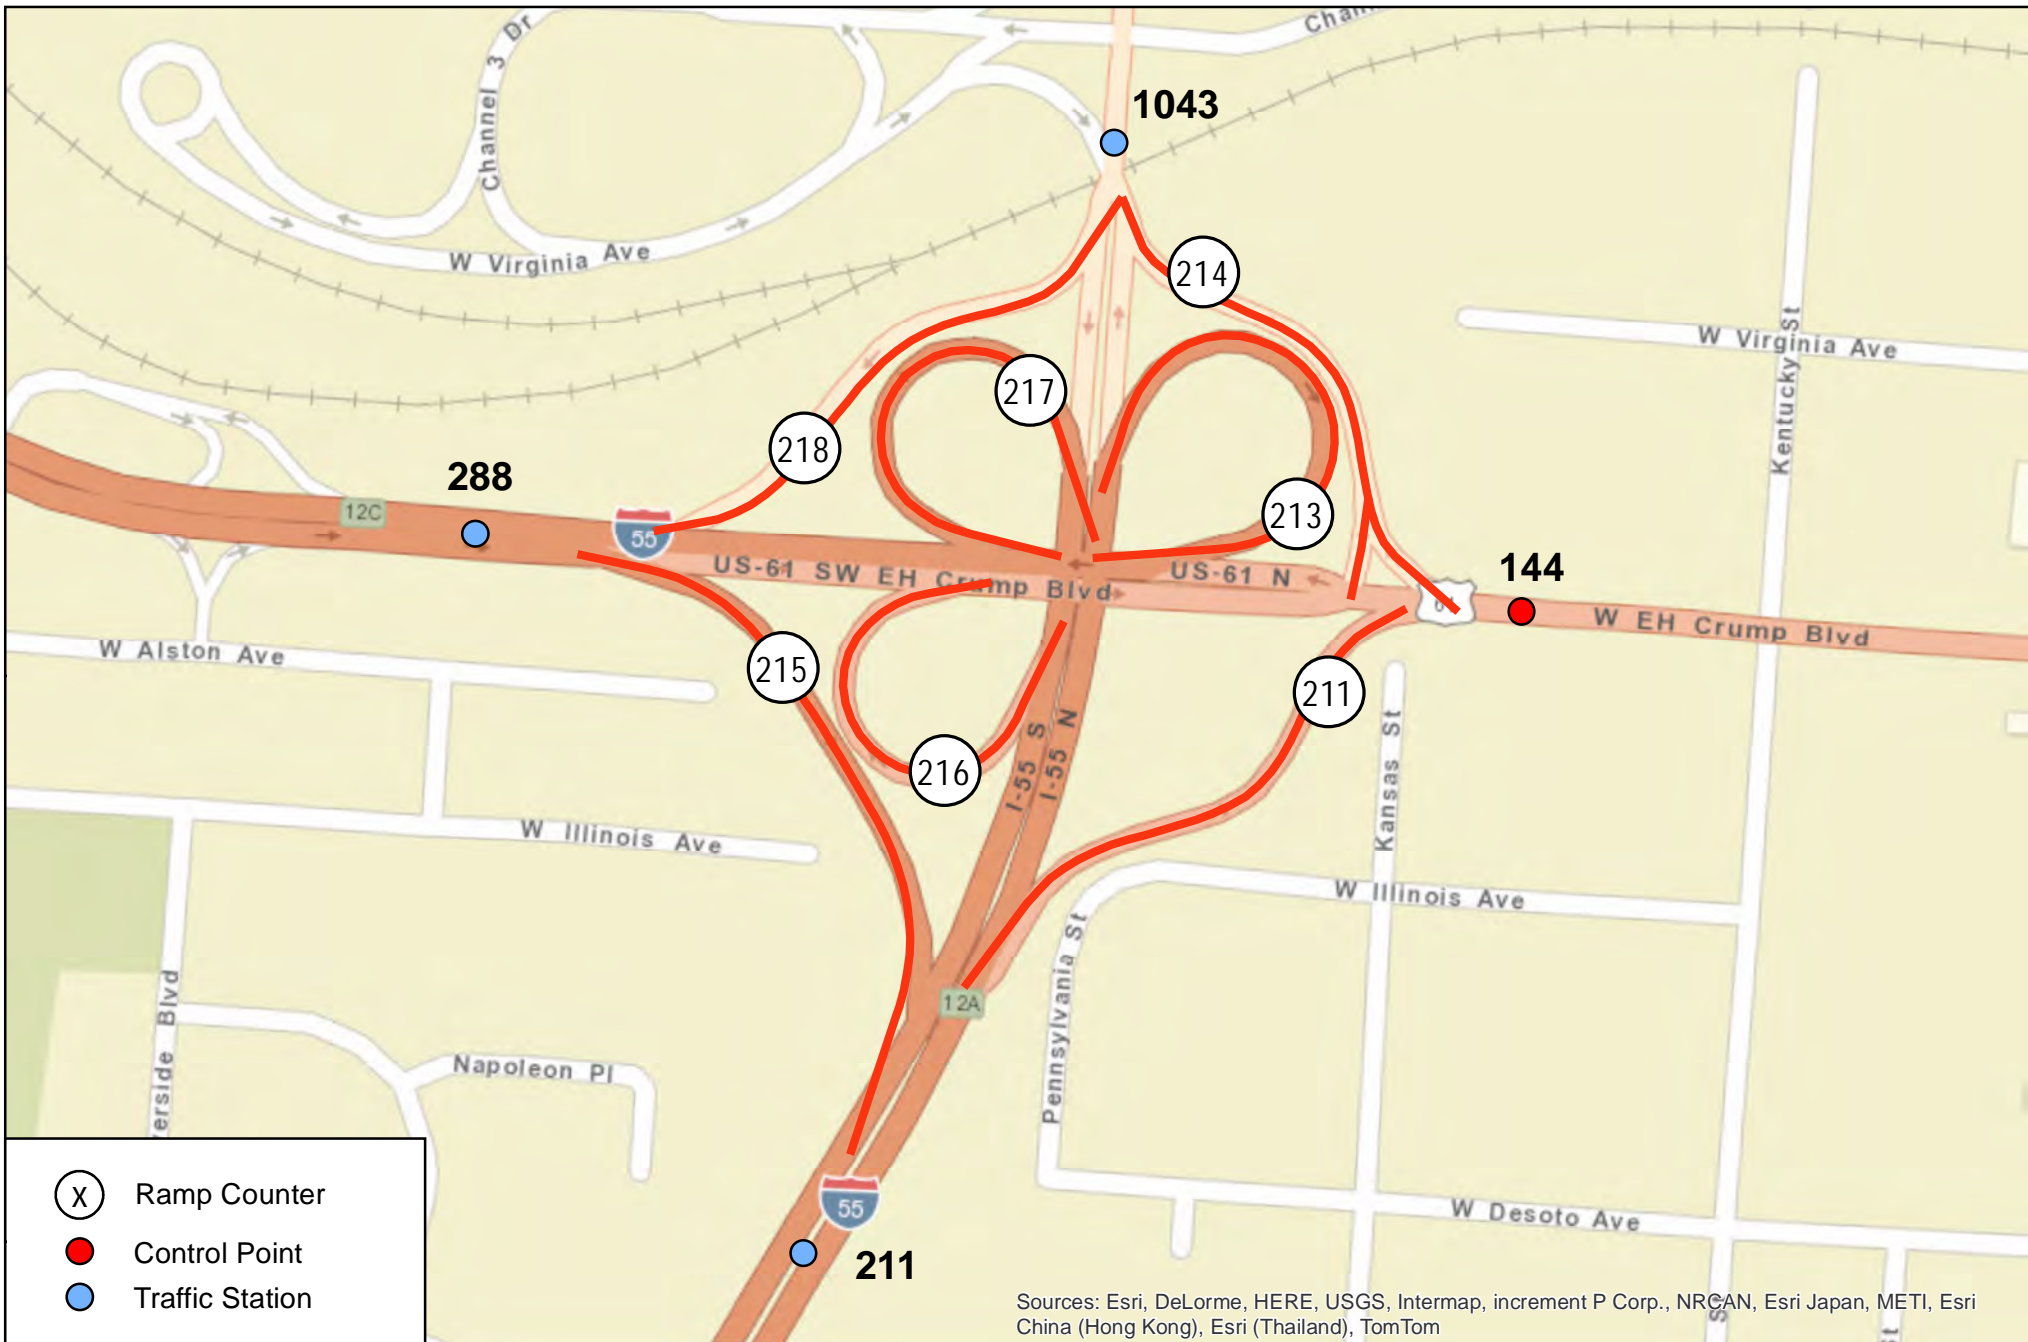 Channel 3 Dr
Chan
1043
W Virginia Ave
214
W Virginia Ave
Kentucky St
217
218
288
12C
55
213
US-61 SW EH Crump Blvd
US-61 N
144
61
W EH Crump Blvd
W Alston Ave
215
211
216
I-55 S
I-55 N
Kansas St
W Illinois Ave
W Illinois Ave
Pennsylvania St
12A
verside Blvd
Napoleon Pl
W Desoto Ave
55
211
X Ramp Counter
Control Point
Traffic Station
S
t
Sources: Esri, DeLorme, HERE, USGS, Intermap, increment P Corp., NRCAN, Esri Japan, METI, Esri
China (Hong Kong), Esri (Thailand), TomTom